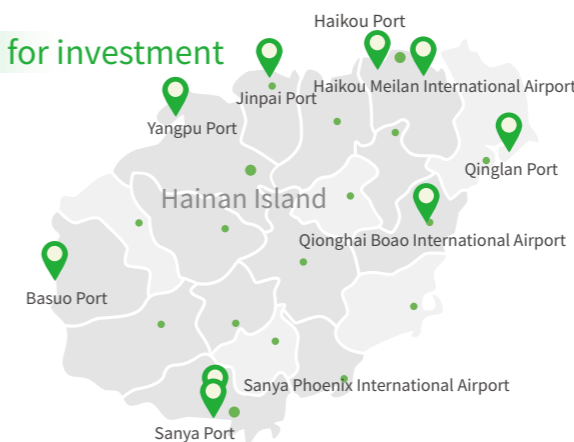 Haikou Port
for investment
Haikou Meilan International Airport
Jinpai Port
Yangpu Port
Qinglan Port
Hainan Island
Qionghai Boao International Airport
Basuo Port
Sanya Phoenix International Airport
Sanya Port